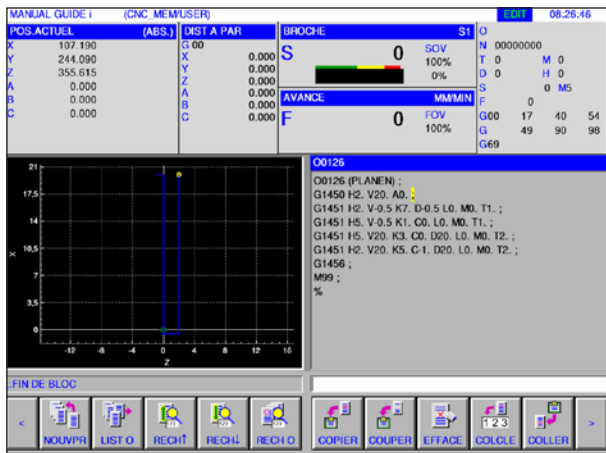 MANUAL GUIDE i (CNC_MEM/USER) EDIT 08:26:46
POS.ACTUEL (ABS.) DIST A PAR BROCHE S1 O
X 107.190 G 00 S 0 SOV 100% 0% N 00000000
Y 244.090 X 0.000 T 0 M 0
Z 355.615 Y 0.000 D 0 H 0
A 0.000 Z 0.000 S 0 M5
B 0.000 A 0.000 AVANCE MM/MIN F 0
C 0.000 B 0.000 F 0 FOV 100% G00 17 40 54
C 0.000 G 49 90 98
G69
O0126
O0126 (PLANEN) ;
G1450 H2. V20. A0. ;
G1451 H2. V-0.5 K7. D-0.5 L0. M0. T1. ;
G1451 H5. V-0.5 K1. C0. L0. M0. T1. ;
G1451 H5. V20. K3. C0. D20. L0. M0. T2. ;
G1451 H2. V20. K5. C-1. D20. L0. M0. T2. ;
G1456 ;
M99 ;
%
21
17,5
14
10,5
X
7
3,5
0
-12 -8 -4 0 4 8 12 16
Z
;:FIN DE BLOC
< NOUVPR LIST O RECH↑ RECH↓ RECH O COPIER COUPER EFFACE COLCLE COLLER >